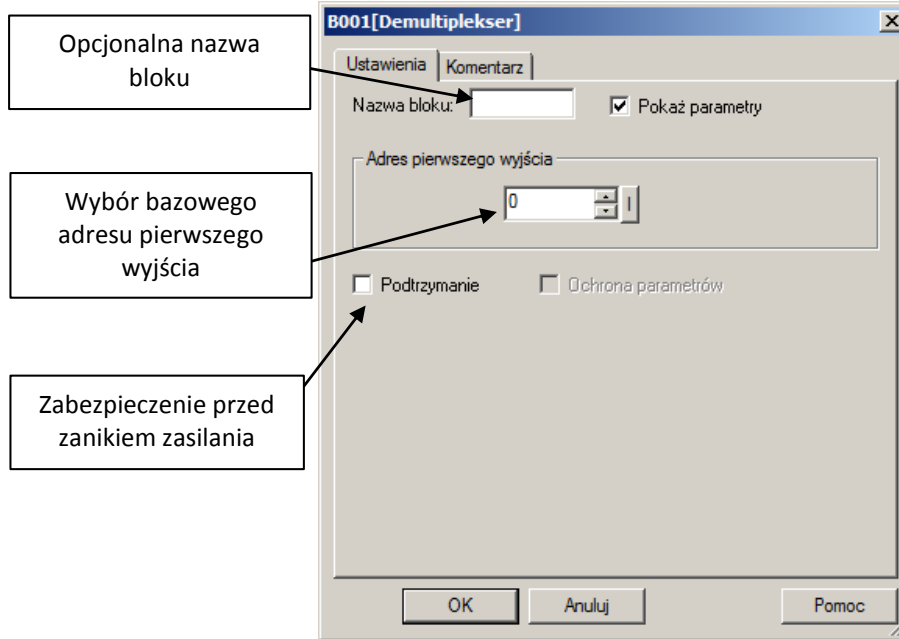 Opcjonalna nazwa
bloku
Wybór bazowego
adresu pierwszego
wyjścia
Zabezpieczenie przed
zanikiem zasilania
B001[Demultiplekser]
Ustawienia
Komentarz
Nazwa bloku:
Pokaż parametry
Adres pierwszego wyjścia
0
I
Podtrzymanie
Ochrona parametrów
OK
Anuluj
Pomoc